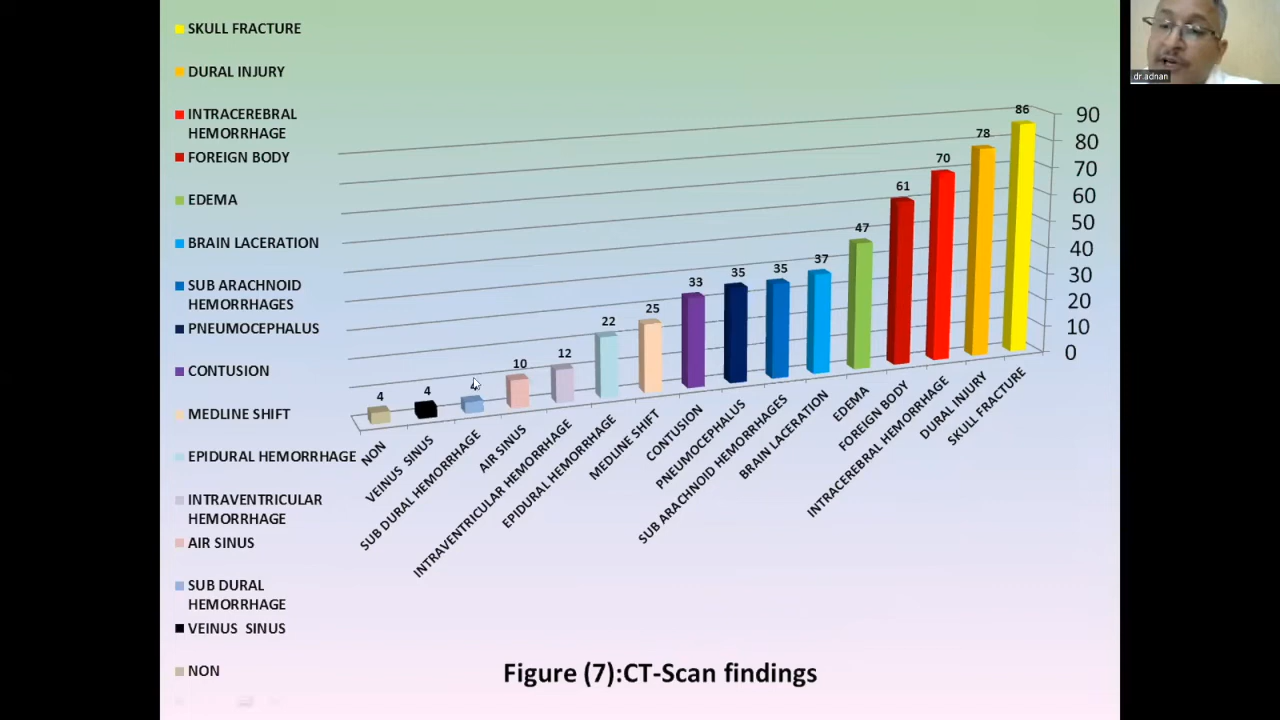 SKULL FRACTURE
DURAL INJURY
INTRACEREBRAL
HEMORRHAGE
FOREIGN BODY
EDEMA
BRAIN LACERATION
SUB ARACHNOID
HEMORRHAGES
PNEUMOCEPHALUS
CONTUSION
MEDLINE SHIFT
EPIDURAL HEMORRHAGE
INTRAVENTRICULAR
HEMORRHAGE
AIR SINUS
SUB DURAL
HEMORRHAGE
VEINUS SINUS
NON
4
4
10
12
22
25
33
35
35
37
47
61
70
78
86
90
80
70
60
50
40
30
20
10
0
NON
VEINUS SINUS
SUB DURAL HEMORRHAGE
AIR SINUS
INTRAVENTRICULAR HEMORRHAGE
EPIDURAL HEMORRHAGE
MEDLINE SHIFT
CONTUSION
PNEUMOCEPHALUS
SUB ARACHNOID HEMORRHAGES
BRAIN LACERATION
EDEMA
FOREIGN BODY
INTRACEREBRAL HEMORRHAGE
DURAL INJURY
SKULL FRACTURE
Figure (7):CT-Scan findings
dr.adnan